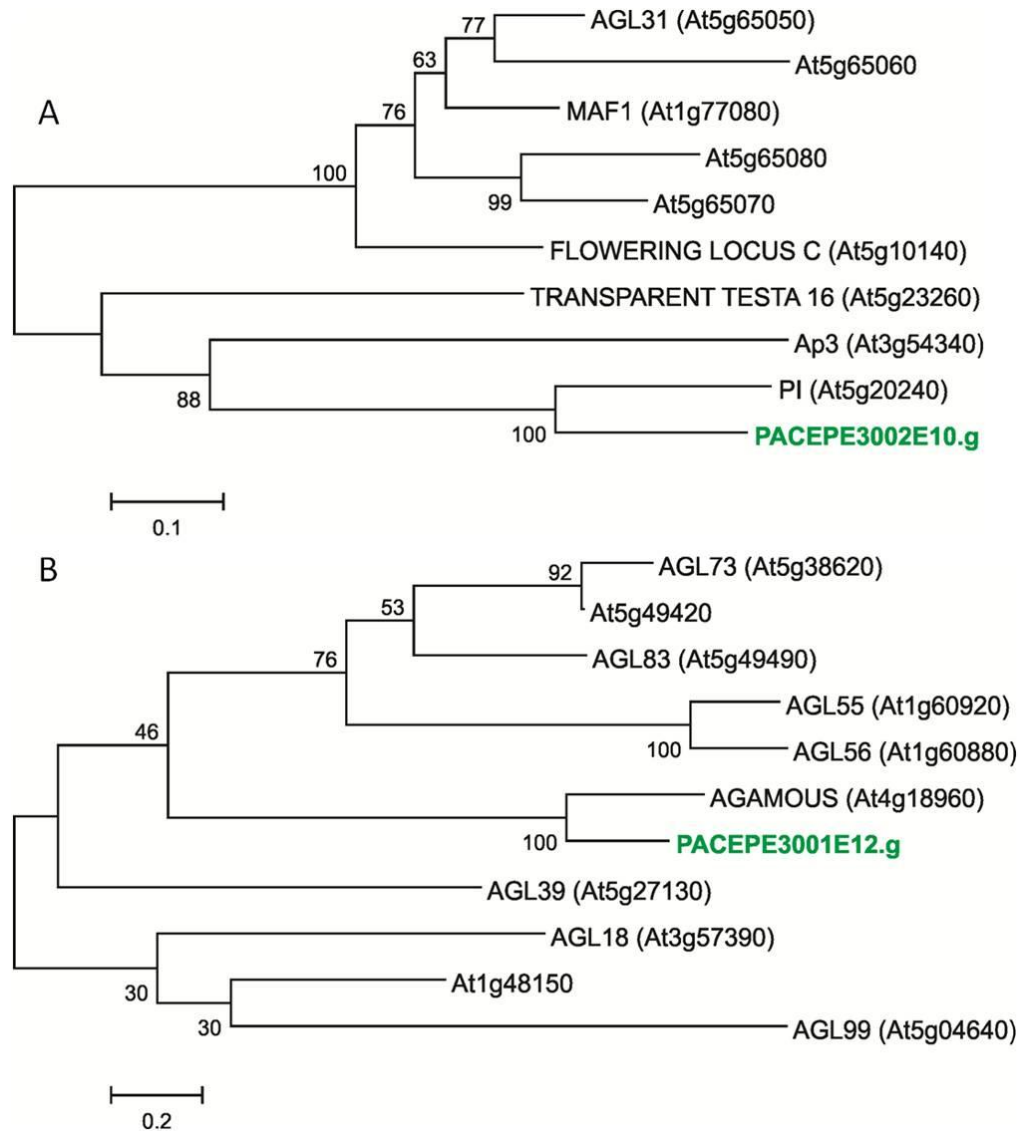 AGL31 (At5g65050)
77
At5g65060
63
A
MAF1 (At1g77080)
76
At5g65080
100
99
At5g65070
FLOWERING LOCUS C (At5g10140)
TRANSPARENT TESTA 16 (At5g23260)
Ap3 (At3g54340)
88
PI (At5g20240)
100
PACEPE3002E10.g
0.1
B
AGL73 (At5g38620)
92
At5g49420
53
AGL83 (At5g49490)
76
AGL55 (At1g60920)
46
100
AGL56 (At1g60880)
AGAMOUS (At4g18960)
100
PACEPE3001E12.g
AGL39 (At5g27130)
AGL18 (At3g57390)
30
At1g48150
30
AGL99 (At5g04640)
0.2